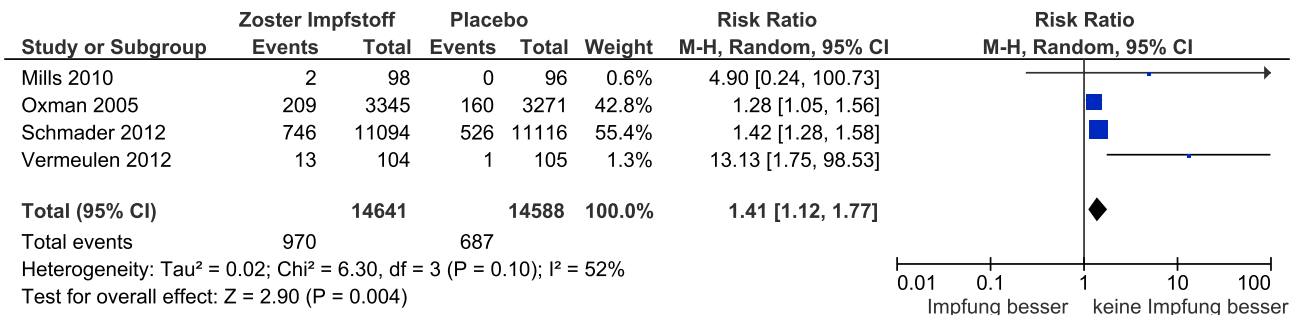 Zoster Impfstoff Placebo Risk Ratio Risk Ratio
Study or Subgroup Events Total Events Total Weight M-H, Random, 95% CI M-H, Random, 95% CI
Mills 2010 2 98 0 96 0.6% 4.90 [0.24, 100.73]
Oxman 2005 209 3345 160 3271 42.8% 1.28 [1.05, 1.56]
Schmader 2012 746 11094 526 11116 55.4% 1.42 [1.28, 1.58]
Vermeulen 2012 13 104 1 105 1.3% 13.13 [1.75, 98.53]
Total (95% CI) 14641 14588 100.0% 1.41 [1.12, 1.77]
Total events 970 687
Heterogeneity: Tau² = 0.02; Chi² = 6.30, df = 3 (P = 0.10); I² = 52%
Test for overall effect: Z = 2.90 (P = 0.004)
0.01 0.1 1 10 100
Impfung besser keine Impfung besser